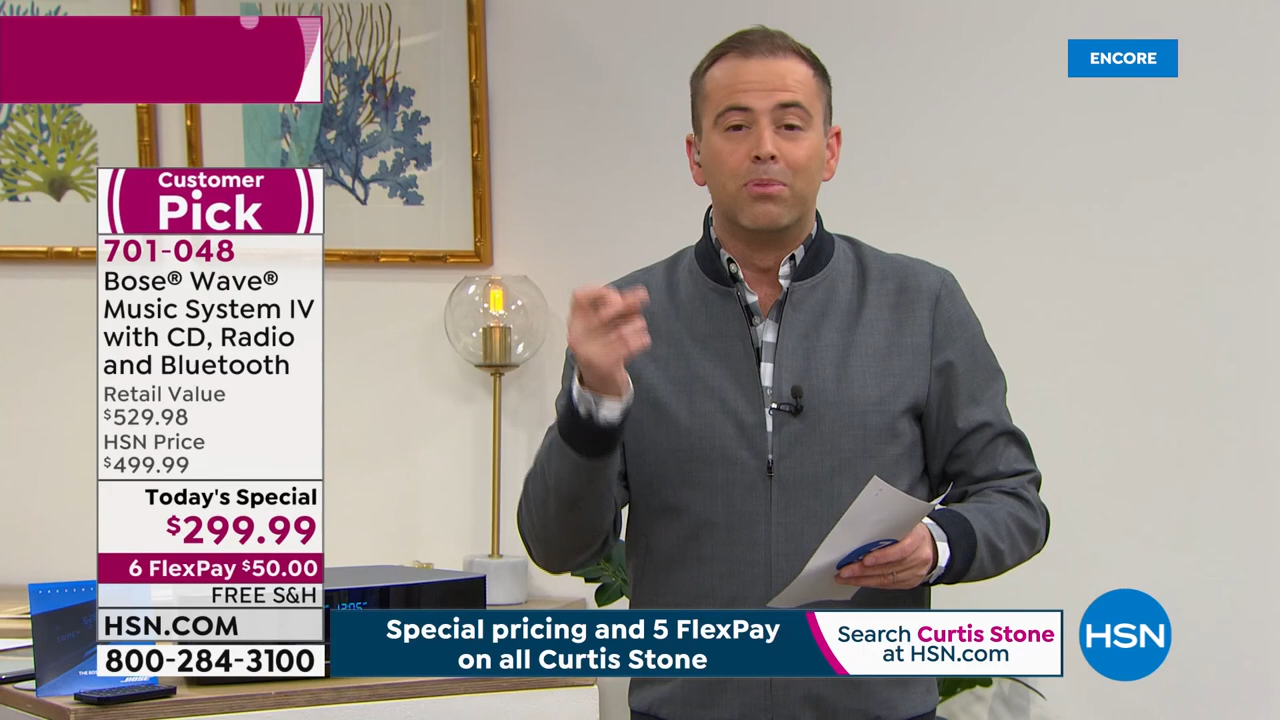 ENCORE
Customer
Pick
701-048
Bose® Wave®
Music System IV
with CD, Radio
and Bluetooth
Retail Value
$529.98
HSN Price
$499.99
Today's Special
$299.99
6 FlexPay $50.00
FREE S&H
HSN.COM
800-284-3100
BOSE
Special pricing and 5 FlexPay
on all Curtis Stone
Search Curtis Stone
at HSN.com
HSN